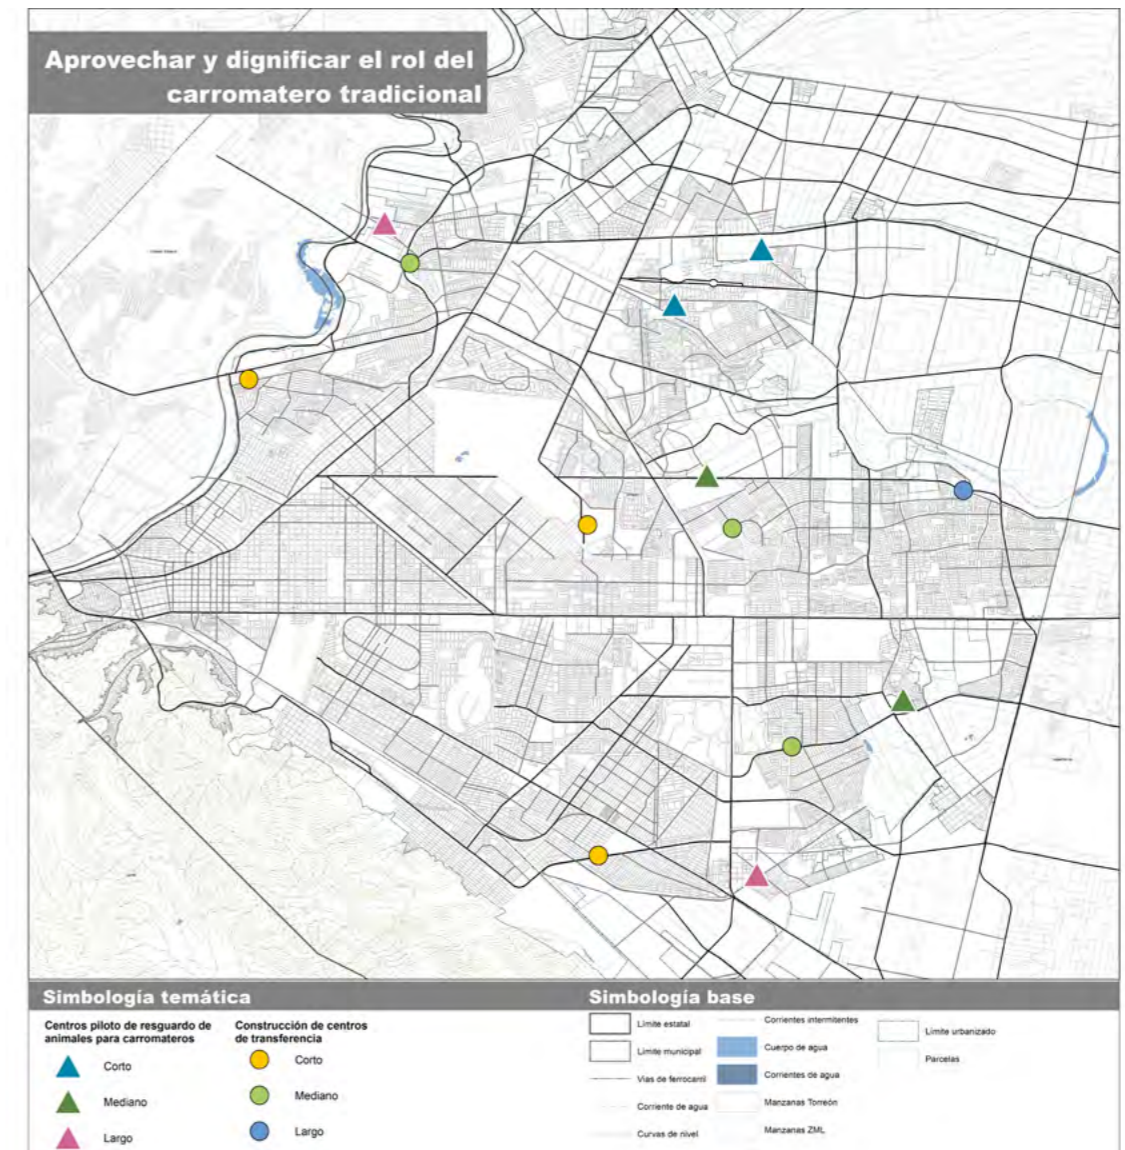 Aprovechar y dignificar el rol del
carromatero tradicional
Simbología temática
Centros piloto de resguardo de
animales para carromateros
Corto
Mediano
Largo
Construcción de centros
de transferencia
Corto
Mediano
Largo
Simbología base
Límite estatal
Límite municipal
Vías de ferrocarril
Corriente de agua
Curvas de nivel
Corrientes intermitentes
Cuerpo de agua
Corrientes de agua
Manzanas Torreón
Manzanas ZML
Límite urbanizado
Parcelas